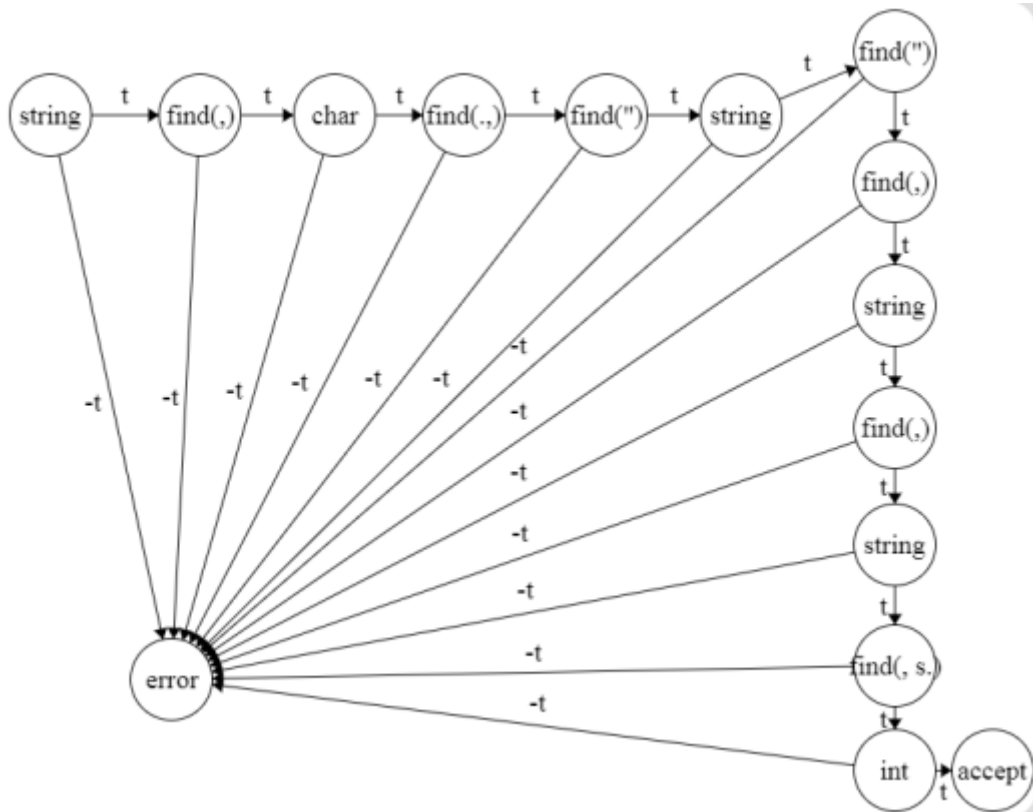 find(")
t
t t t t t
string find(,) char find(.,) find(") string
t
find(,)
t
string
-t
t
-t -t -t -t -t -t
-t
find(,)
-t
t
-t
string
-t
t
-t
find(, s.)
error
-t
t
int accept
t